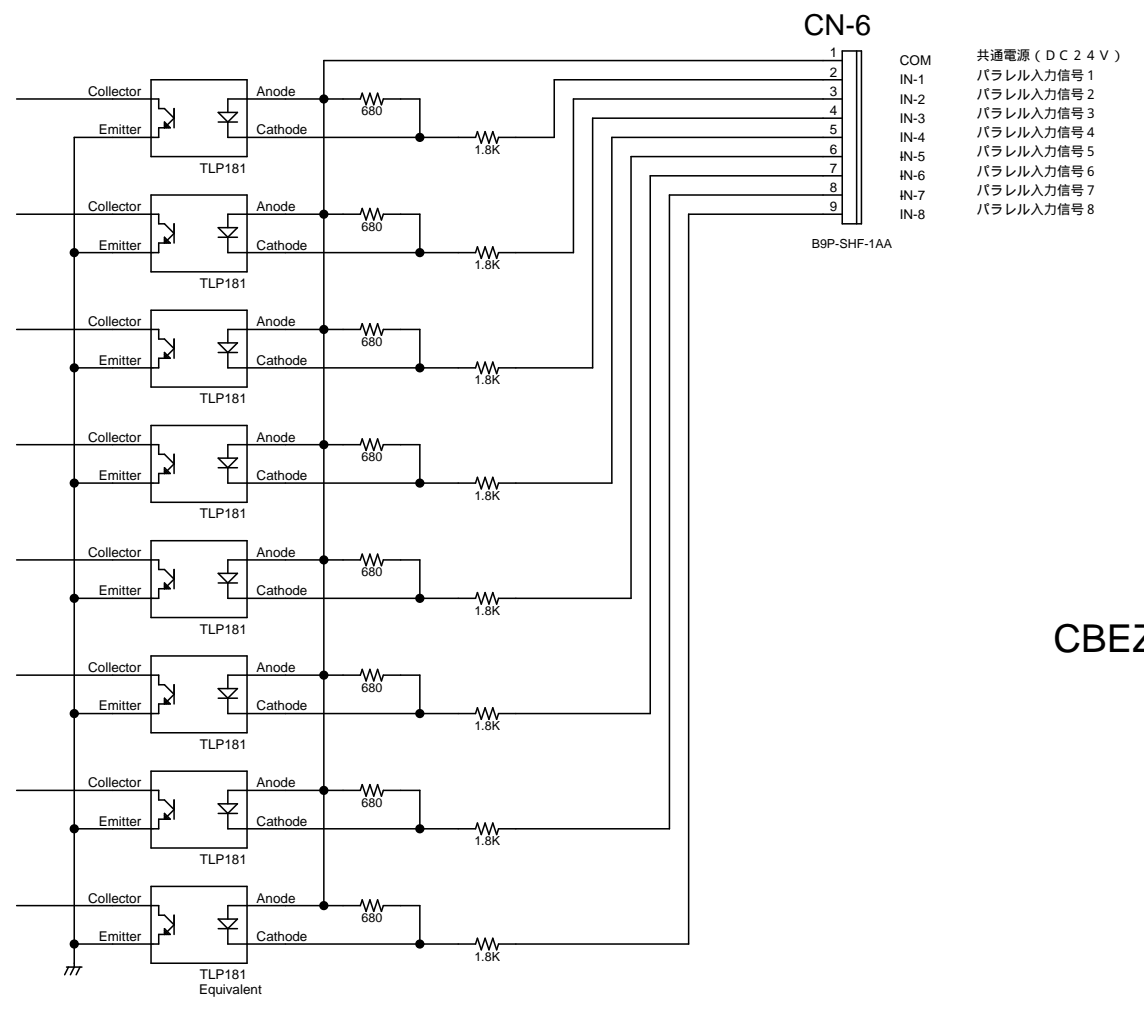 CN-6
1 COM 共通電源(DC24V)
2 IN-1 パラレル入力信号1
3 IN-2 パラレル入力信号2
4 IN-3 パラレル入力信号3
5 IN-4 パラレル入力信号4
6 IN-5 パラレル入力信号5
7 IN-6 パラレル入力信号6
8 IN-7 パラレル入力信号7
9 IN-8 パラレル入力信号8
B9P-SHF-1AA
Collector Anode 680
Emitter Cathode 1.8K
TLP181
Collector Anode 680
Emitter Cathode 1.8K
TLP181
Collector Anode 680
Emitter Cathode 1.8K
TLP181
Collector Anode 680
Emitter Cathode 1.8K
TLP181
Collector Anode 680
Emitter Cathode 1.8K
TLP181
CBEZ
Collector Anode 680
Emitter Cathode 1.8K
TLP181
Collector Anode 680
Emitter Cathode 1.8K
TLP181
Collector Anode 680
Emitter Cathode 1.8K
TLP181
Equivalent